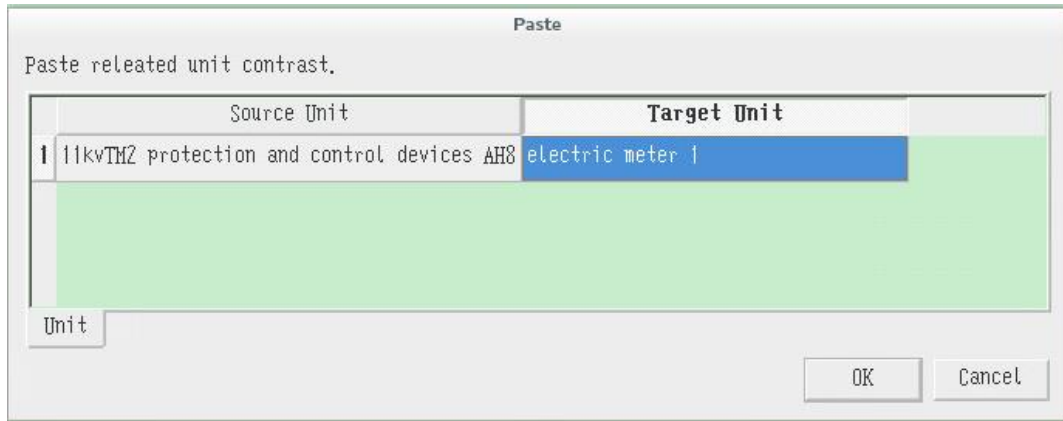 Paste
Paste releated unit contrast.
Source Unit Target Unit
1 11kvTM2 protection and control devices AH8 electric meter 1
Unit
OK Cancel